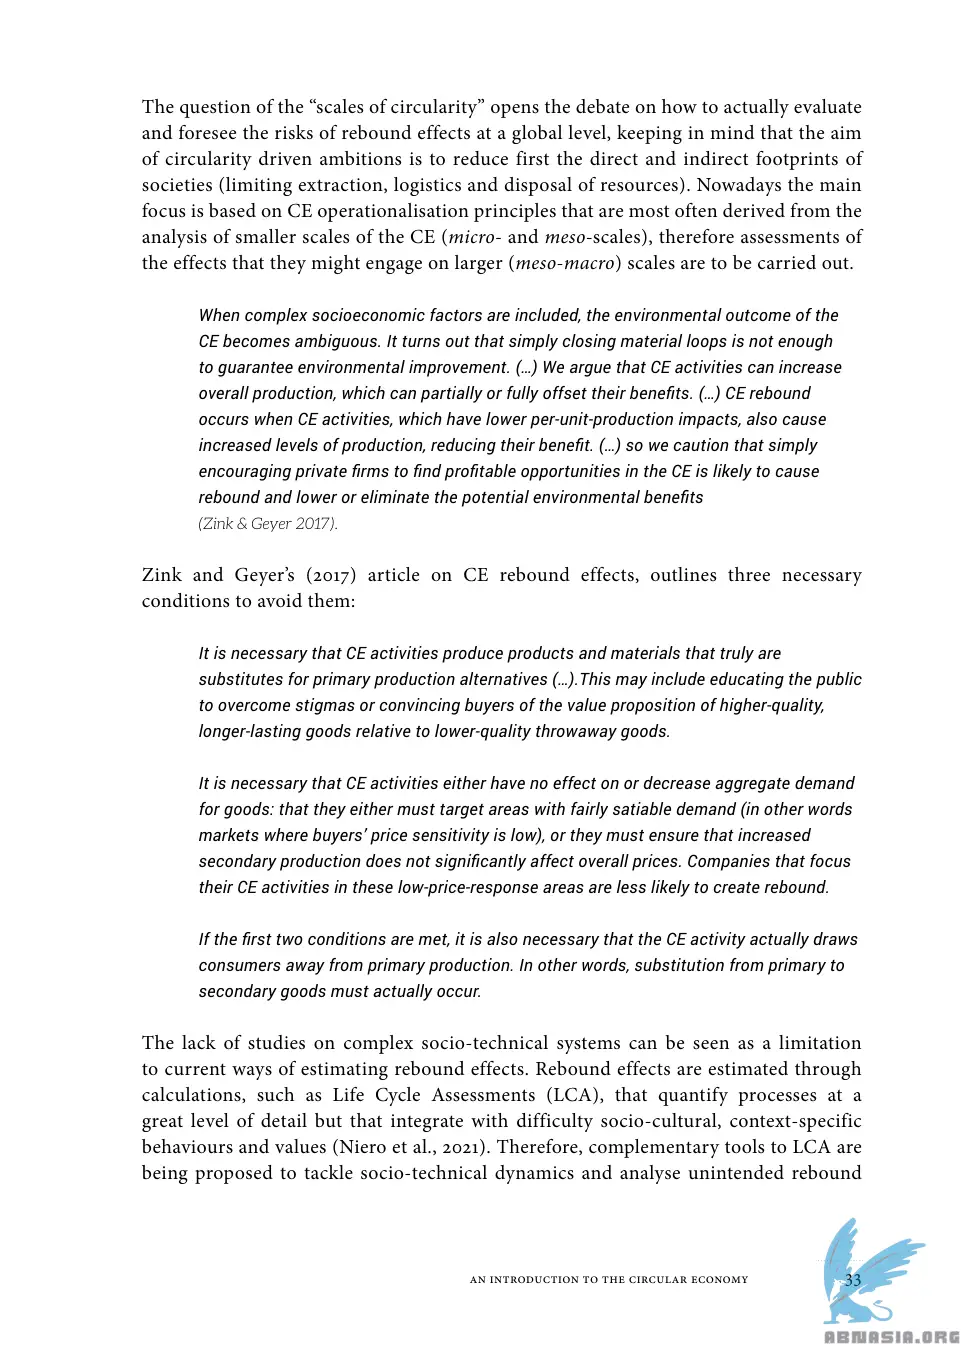 The question of the “scales of circularity” opens the debate on how to actually evaluate
and foresee the risks of rebound effects at a global level, keeping in mind that the aim
of circularity driven ambitions is to reduce first the direct and indirect footprints of
societies (limiting extraction, logistics and disposal of resources). Nowadays the main
focus is based on CE operationalisation principles that are most often derived from the
analysis of smaller scales of the CE (micro- and meso-scales), therefore assessments of
the effects that they might engage on larger (meso-macro) scales are to be carried out.
When complex socioeconomic factors are included, the environmental outcome of the
CE becomes ambiguous. It turns out that simply closing material loops is not enough
to guarantee environmental improvement. (…) We argue that CE activities can increase
overall production, which can partially or fully offset their benefits. (…) CE rebound
occurs when CE activities, which have lower per-unit-production impacts, also cause
increased levels of production, reducing their benefit. (…) so we caution that simply
encouraging private firms to find profitable opportunities in the CE is likely to cause
rebound and lower or eliminate the potential environmental benefits
(Zink & Geyer 2017).
Zink and Geyer’s (2017) article on CE rebound effects, outlines three necessary
conditions to avoid them:
It is necessary that CE activities produce products and materials that truly are
substitutes for primary production alternatives (…).This may include educating the public
to overcome stigmas or convincing buyers of the value proposition of higher-quality,
longer-lasting goods relative to lower-quality throwaway goods.
It is necessary that CE activities either have no effect on or decrease aggregate demand
for goods: that they either must target areas with fairly satiable demand (in other words
markets where buyers’ price sensitivity is low), or they must ensure that increased
secondary production does not significantly affect overall prices. Companies that focus
their CE activities in these low-price-response areas are less likely to create rebound.
If the first two conditions are met, it is also necessary that the CE activity actually draws
consumers away from primary production. In other words, substitution from primary to
secondary goods must actually occur.
The lack of studies on complex socio-technical systems can be seen as a limitation
to current ways of estimating rebound effects. Rebound effects are estimated through
calculations, such as Life Cycle Assessments (LCA), that quantify processes at a
great level of detail but that integrate with difficulty socio-cultural, context-specific
behaviours and values (Niero et al., 2021). Therefore, complementary tools to LCA are
being proposed to tackle socio-technical dynamics and analyse unintended rebound
AN INTRODUCTION TO THE CIRCULAR ECONOMY 33
ABNASIA.ORG